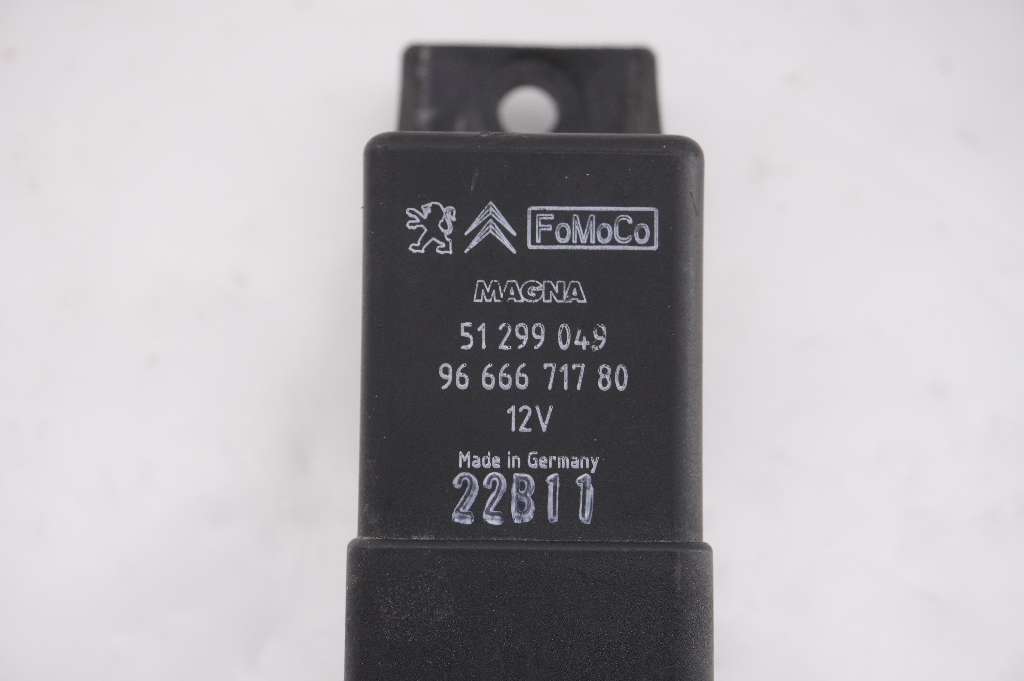 FoMoCo
MAGNA
51 299 049
96 666 717 80
12V
Made in Germany
22B11